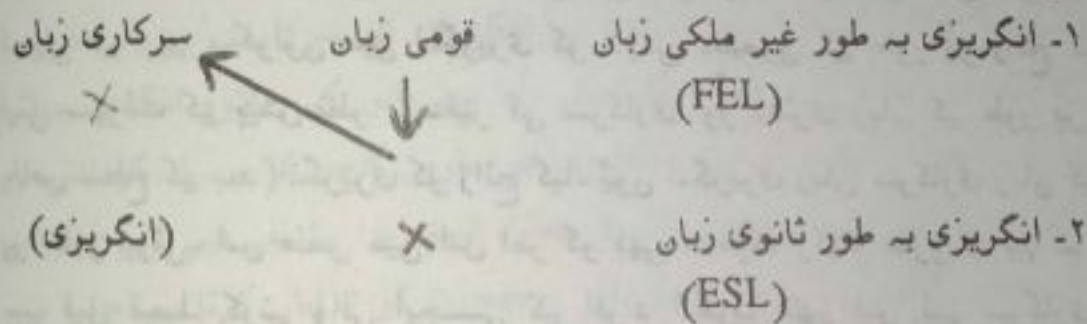 ۱۔ انگریزی بہ طور غیر ملکی زبان قومی زبان سرکاری زبان
(FEL)
۲۔ انگریزی بہ طور ثانوی زبان (انگریزی)
(ESL)